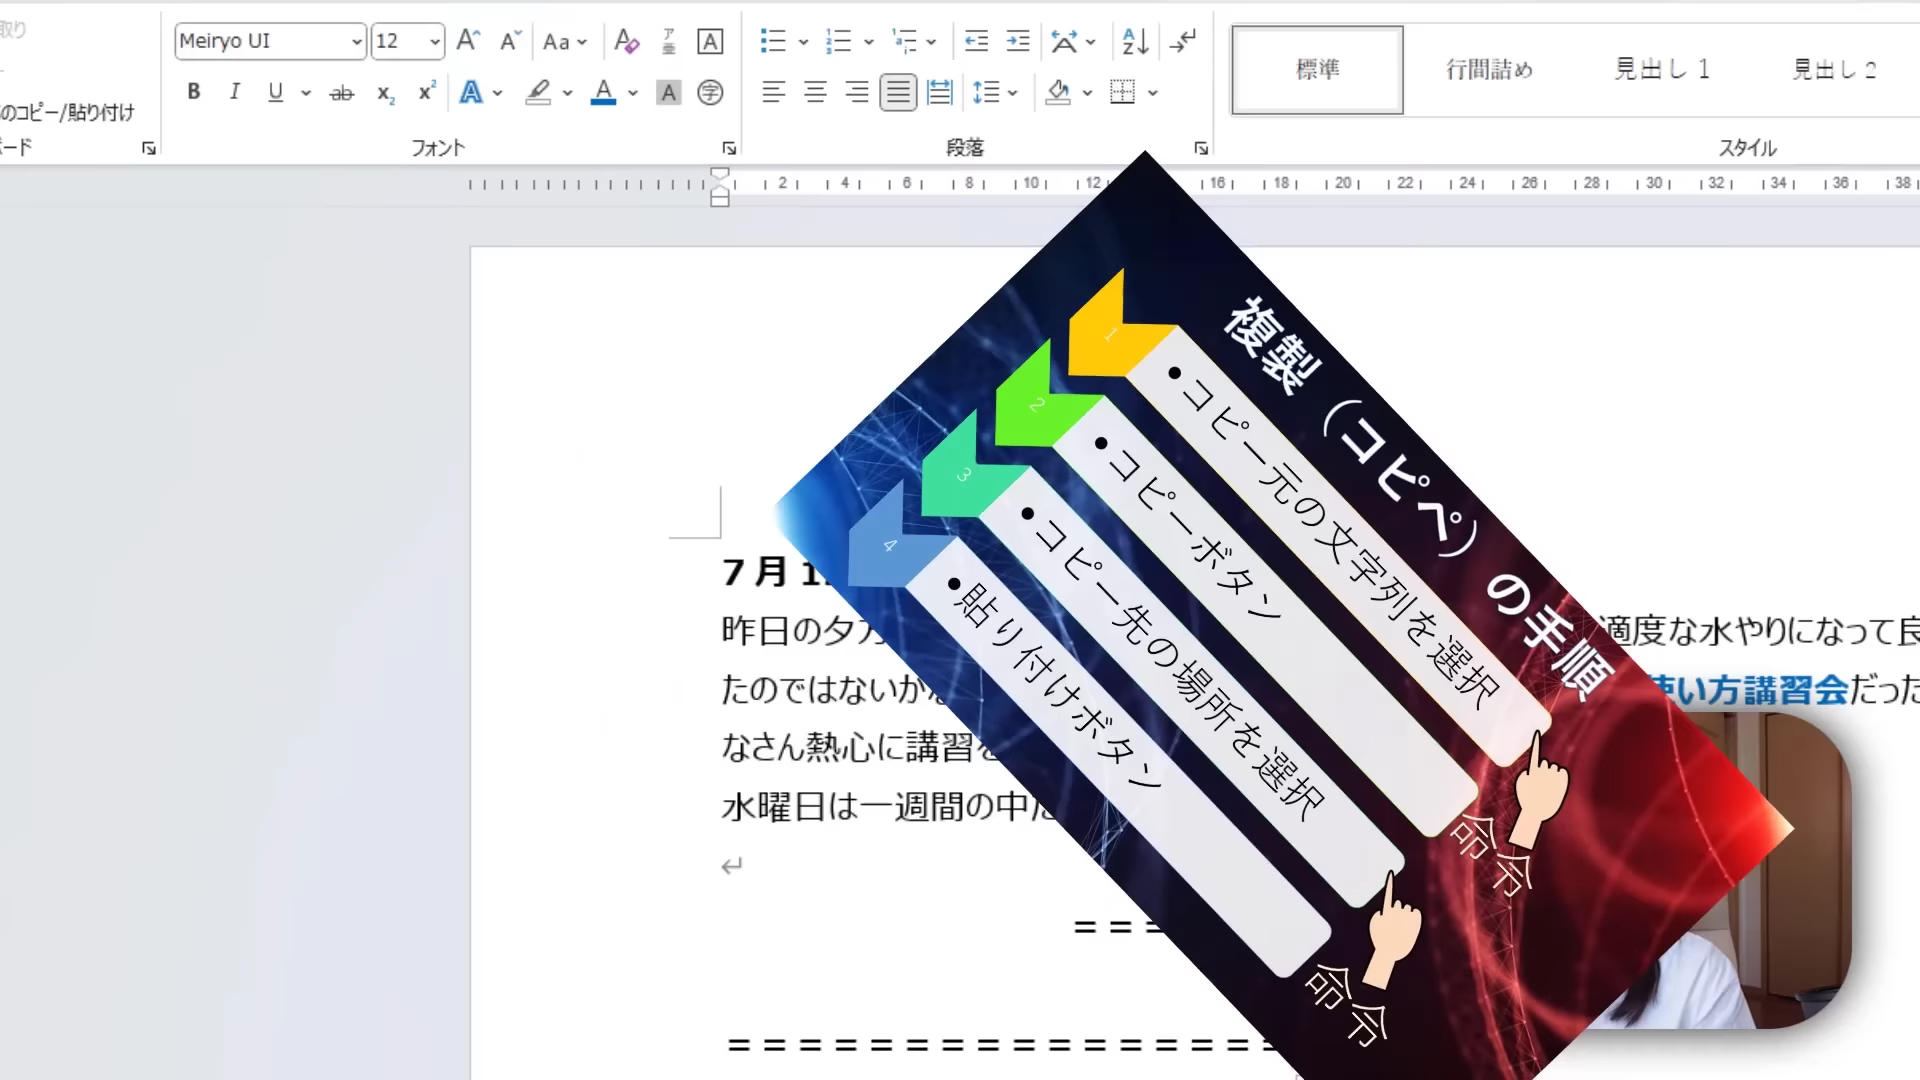 取り
のコピー/貼り付け
ード
Meiryo UI
12
Aa
ア
亜
A
B
I
U
ab
x₂
x²
A
A
A
字
フォント
段落
標準
行間詰め
見出し 1
見出し 2
スタイル
2 4 6 8 10 12 16 18 20 22 24 26 28 30 32 34 36 38
複製（コピペ）の手順
1
•コピー元の文字列を選択
命令
2
•コピーボタン
3
•コピー先の場所を選択
命令
4
•貼り付けボタン
7月1
昨日の夕方 適度な水やりになって良
たのではないか 使い方講習会だった
なさん熱心に講習を
水曜日は一週間の中
↵
＝＝＝
＝＝＝＝＝＝＝＝＝＝＝＝＝＝＝＝